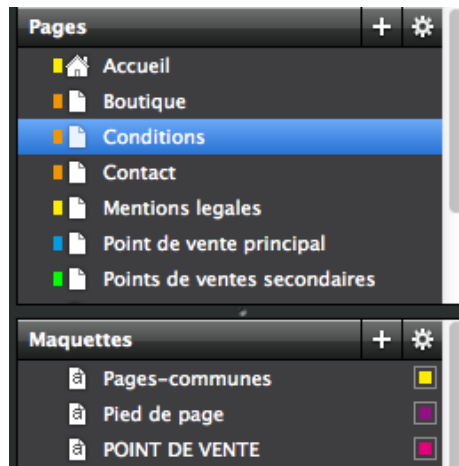 Pages
Accueil
Boutique
Conditions
Contact
Mentions legales
Point de vente principal
Points de ventes secondaires
Maquettes
Pages-communes
Pied de page
POINT DE VENTE